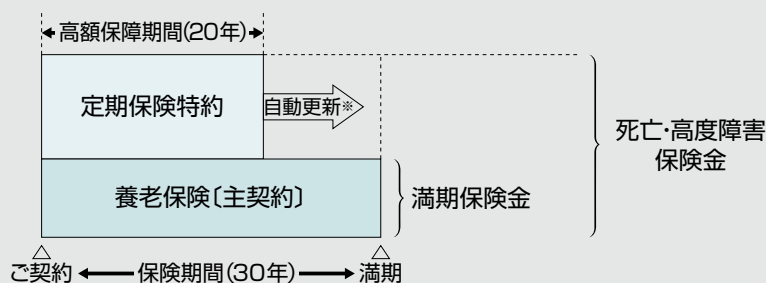 高額保障期間(20年)
定期保険特約
自動更新※
死亡・高度障害
保険金
養老保険〔主契約〕
満期保険金
ご契約
保険期間(30年)
満期